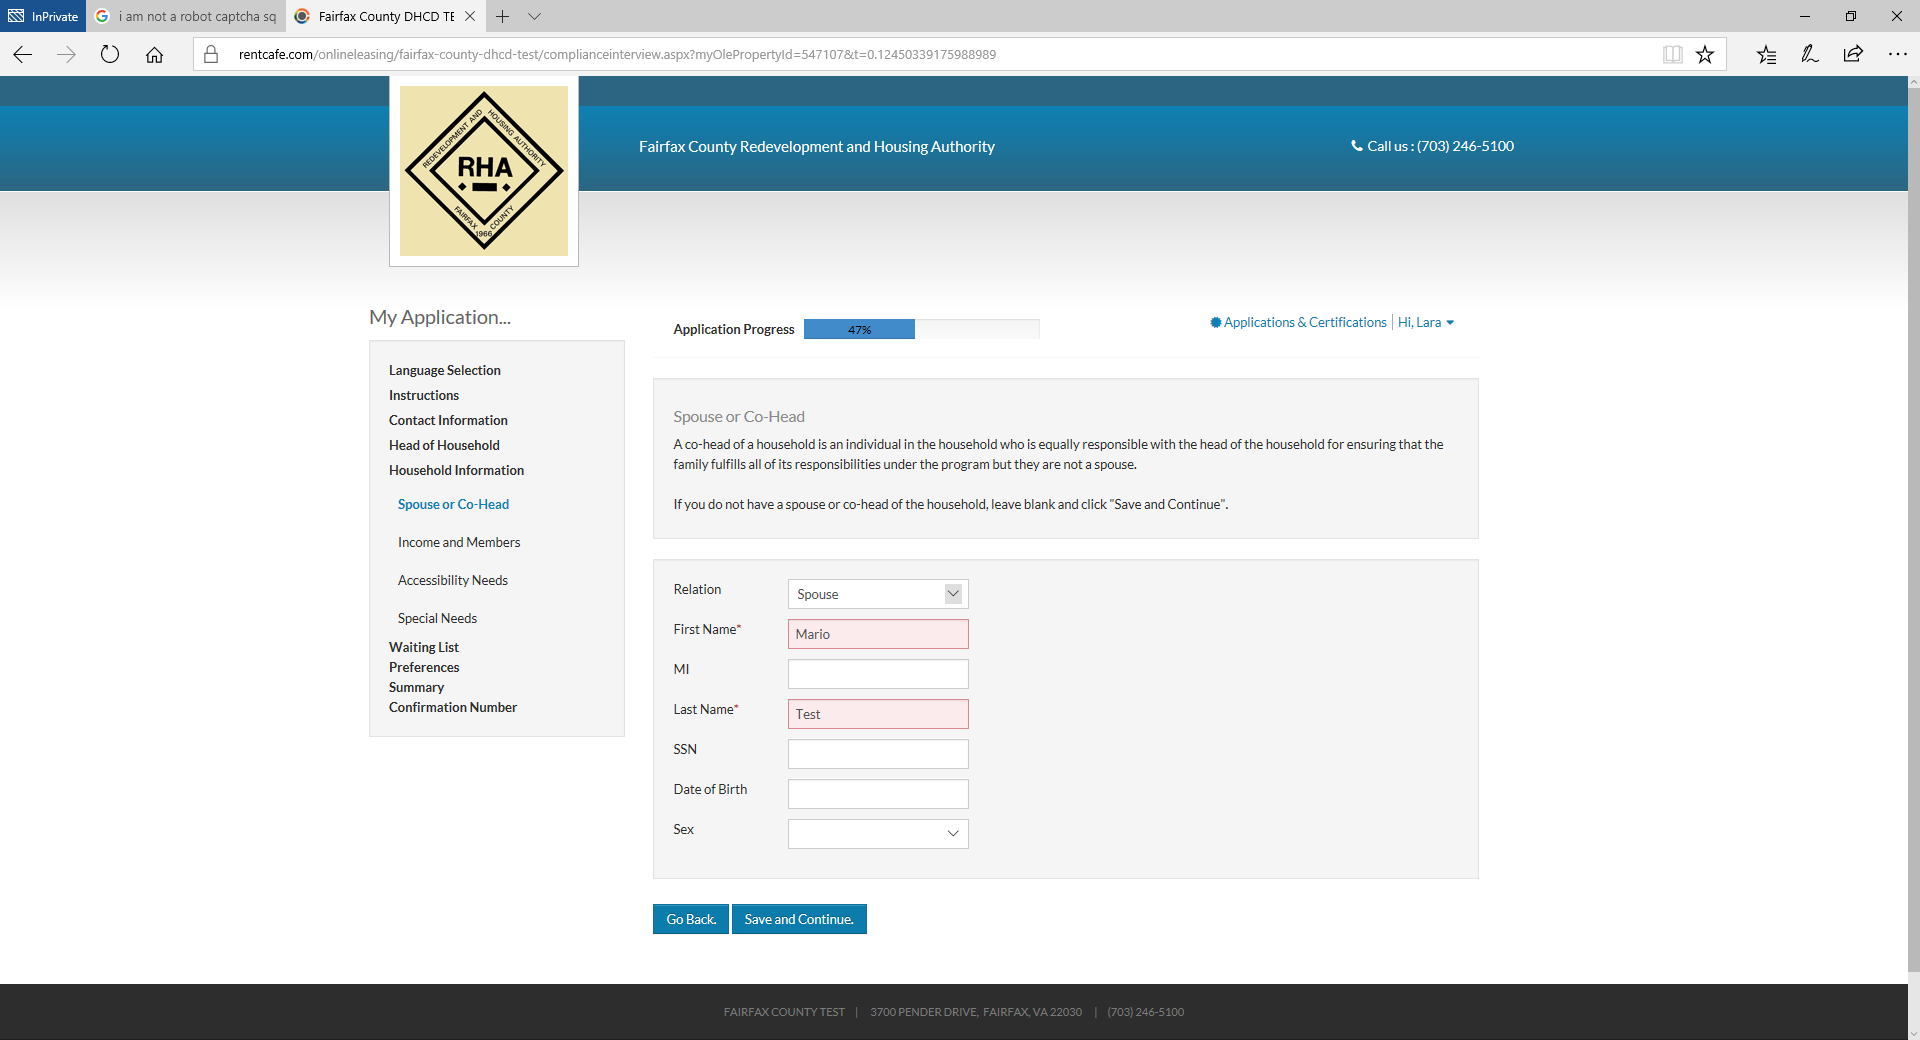 InPrivate
i am not a robot captcha sq
Fairfax County DHCD TE
rentcafe.com/onlineleasing/fairfax-county-dhcd-test/complianceinterview.aspx?myOlePropertyId=547107&t=0.12450339175988989
REDEVELOPMENT AND HOUSING AUTHORITY
RHA
FAIRFAX COUNTY
1966
Fairfax County Redevelopment and Housing Authority
Call us : (703) 246-5100
My Application...
Application Progress 47%
Applications & Certifications | Hi, Lara
Language Selection
Instructions
Contact Information
Head of Household
Household Information
Spouse or Co-Head
Income and Members
Accessibility Needs
Special Needs
Waiting List
Preferences
Summary
Confirmation Number
Spouse or Co-Head
A co-head of a household is an individual in the household who is equally responsible with the head of the household for ensuring that the
family fulfills all of its responsibilities under the program but they are not a spouse.
If you do not have a spouse or co-head of the household, leave blank and click "Save and Continue".
Relation Spouse
First Name* Mario
MI
Last Name* Test
SSN
Date of Birth
Sex
Go Back. Save and Continue.
FAIRFAX COUNTY TEST | 3700 PENDER DRIVE, FAIRFAX, VA 22030 | (703) 246-5100